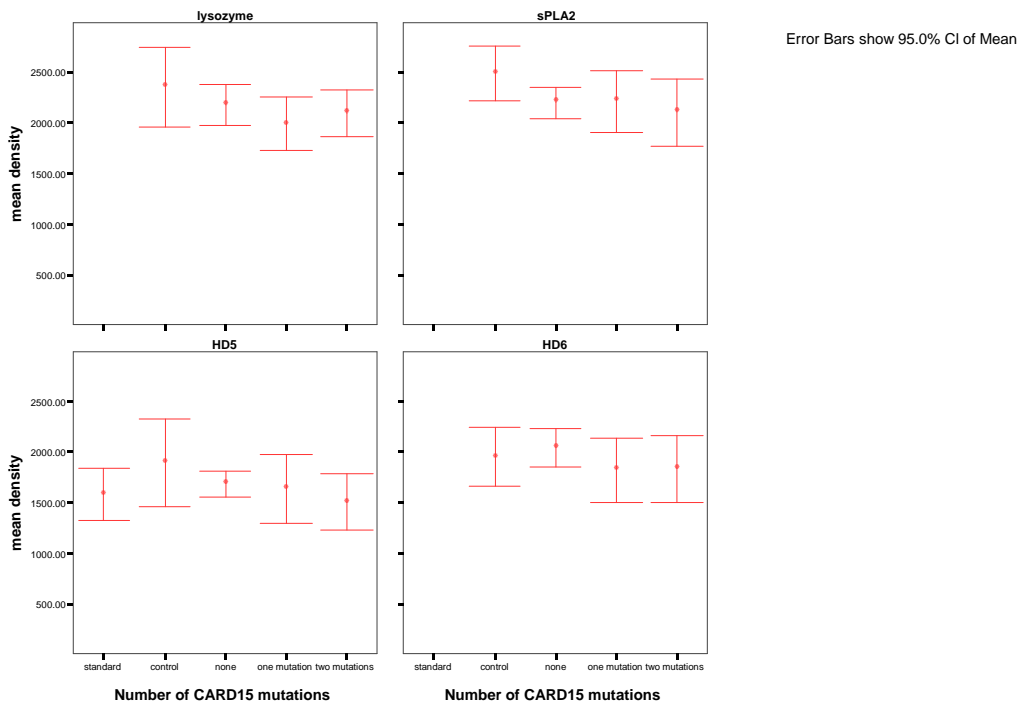 lysozyme
sPLA2
Error Bars show 95.0% CI of Mean
mean density
2500.00
2000.00
1500.00
1000.00
500.00
HD5
HD6
mean density
2500.00
2000.00
1500.00
1000.00
500.00
standard control none one mutation two mutations
standard control none one mutation two mutations
Number of CARD15 mutations
Number of CARD15 mutations